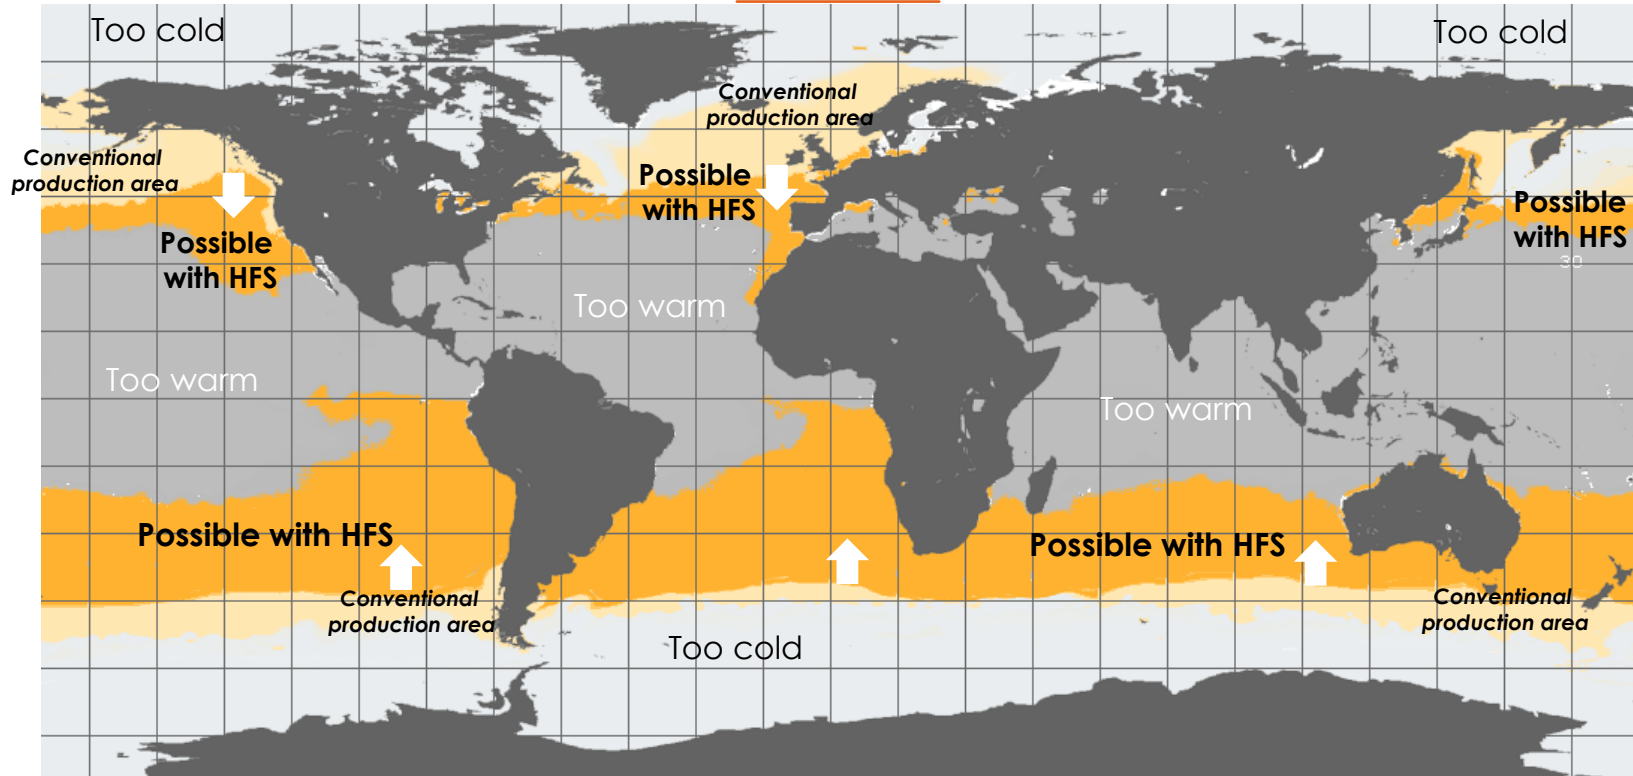 Too cold
Too cold
Conventional
production area
Conventional
production area
Possible
with HFS
Possible
with HFS
Possible
with HFS
30
Too warm
Too warm
Too warm
Possible with HFS
Possible with HFS
Conventional
production area
Conventional
production area
Too cold